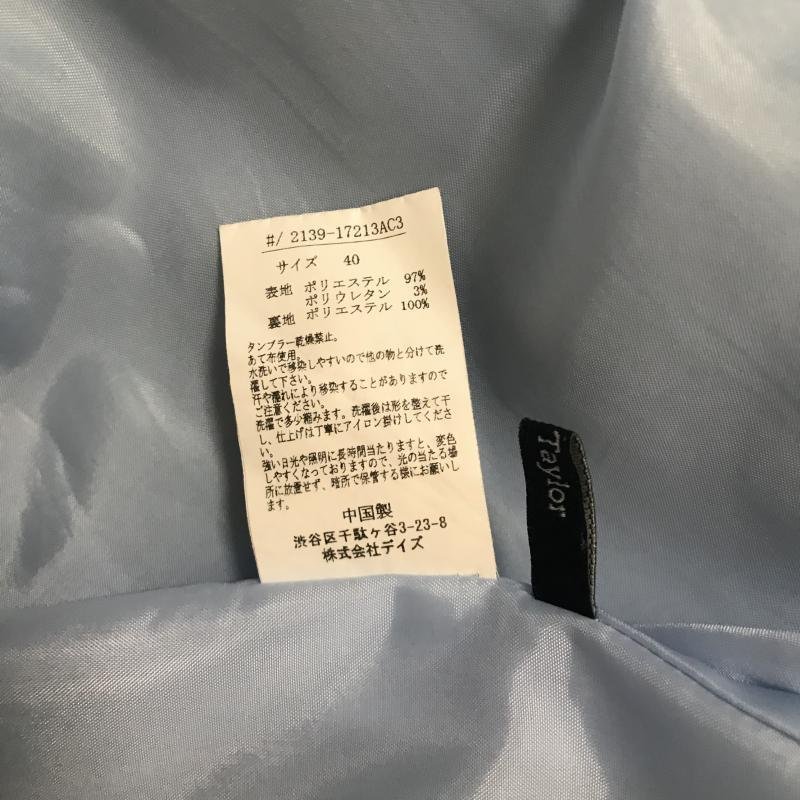 #/ 2139-17213AC3
サイズ 40
表地 ポリエステル 97%
ポリウレタン 3%
裏地 ポリエステル 100%
タンブラー乾燥禁止。
あて布使用。
水洗いで移染しやすいので他の物と分けて洗
濯して下さい。
汗や濡れにより移染することがありますので
ご注意ください。
洗濯で多少縮みます。洗濯後は形を整えて干
し、仕上げは丁寧にアイロン掛けしてくださ
い。
強い日光や照明に長時間当たりますと、変色
しやすくなっておりますので、光の当たる場
所に放置せず、暗所で保管する様にお願いし
ます。
中国製
渋谷区千駄ヶ谷3-23-8
株式会社デイズ
Taylor